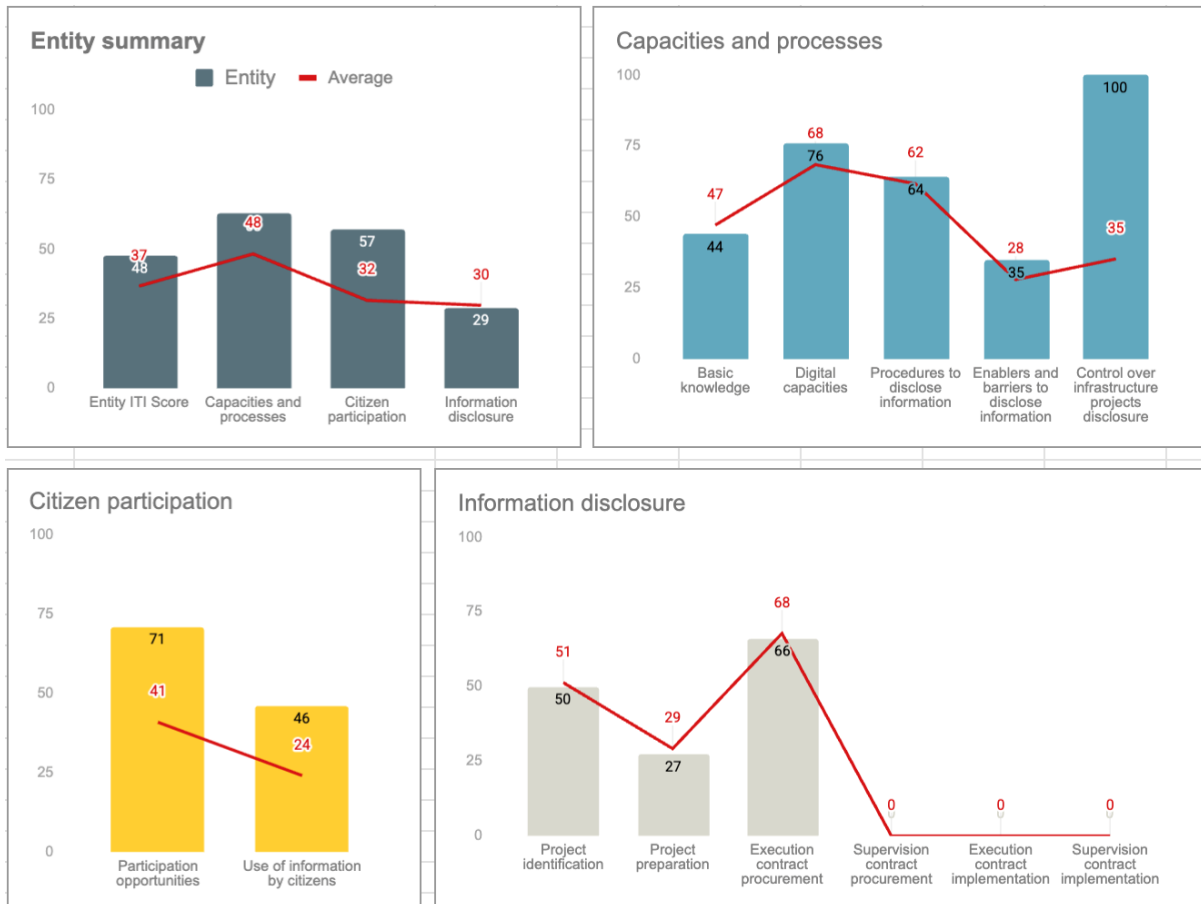 Entity summary
Entity
Average
100
75
50
25
0
37
48
48
57
32
30
29
Entity ITI Score
Capacities and
processes
Citizen
participation
Information
disclosure
Capacities and processes
100
75
50
25
0
47
44
68
76
62
64
28
35
100
35
Basic
knowledge
Digital
capacities
Procedures to
disclose
information
Enablers and
barriers to
disclose
information
Control over
infrastructure
projects
disclosure
Citizen participation
100
75
50
25
0
71
41
46
24
Participation
opportunities
Use of information
by citizens
Information disclosure
100
75
50
25
0
51
50
29
27
68
66
0
0
0
Project
identification
Project
preparation
Execution
contract
procurement
Supervision
contract
procurement
Execution
contract
implementation
Supervision
contract
implementation